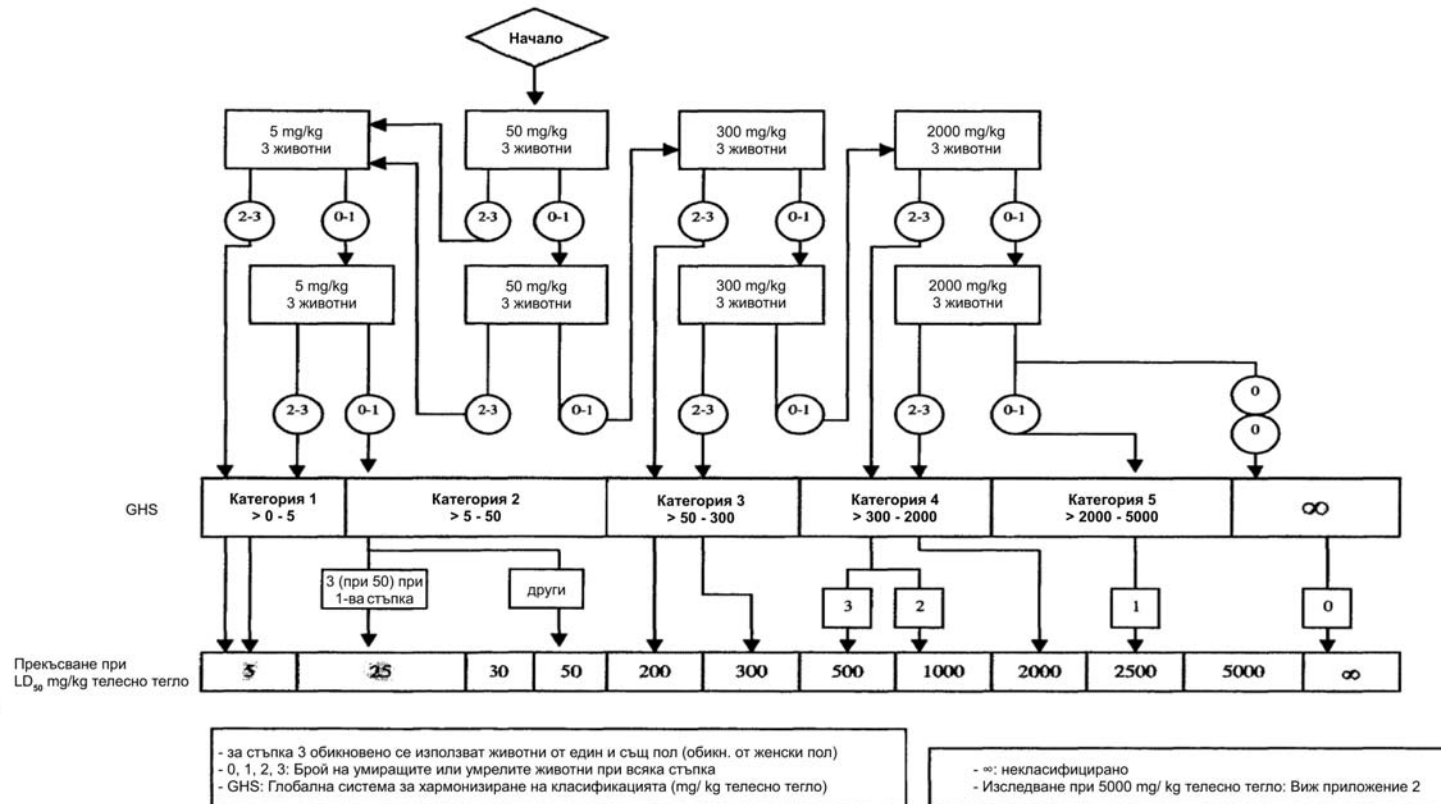 Начало
5 mg/kg
3 животни
50 mg/kg
3 животни
300 mg/kg
3 животни
2000 mg/kg
3 животни
2-3
0-1
2-3
0-1
2-3
0-1
2-3
0-1
5 mg/kg
3 животни
50 mg/kg
3 животни
300 mg/kg
3 животни
2000 mg/kg
3 животни
2-3
0-1
2-3
0-1
2-3
0-1
2-3
0-1
0
0
GHS
Категория 1
> 0 - 5
Категория 2
> 5 - 50
Категория 3
> 50 - 300
Категория 4
> 300 - 2000
Категория 5
> 2000 - 5000
∞
3 (при 50) при
1-ва стъпка
други
3
2
1
0
Прекъсване при
LD₅₀ mg/kg телесно тегло
5
25
30
50
200
300
500
1000
2000
2500
5000
∞
- за стъпка 3 обикновено се използват животни от един и същ пол (обикн. от женски пол)
- 0, 1, 2, 3: Брой на умиращите или умрелите животни при всяка стъпка
- GHS: Глобална система за хармонизиране на класификацията (mg/ kg телесно тегло)
- ∞: некласифицирано
- Изследване при 5000 mg/ kg телесно тегло: Виж приложение 2